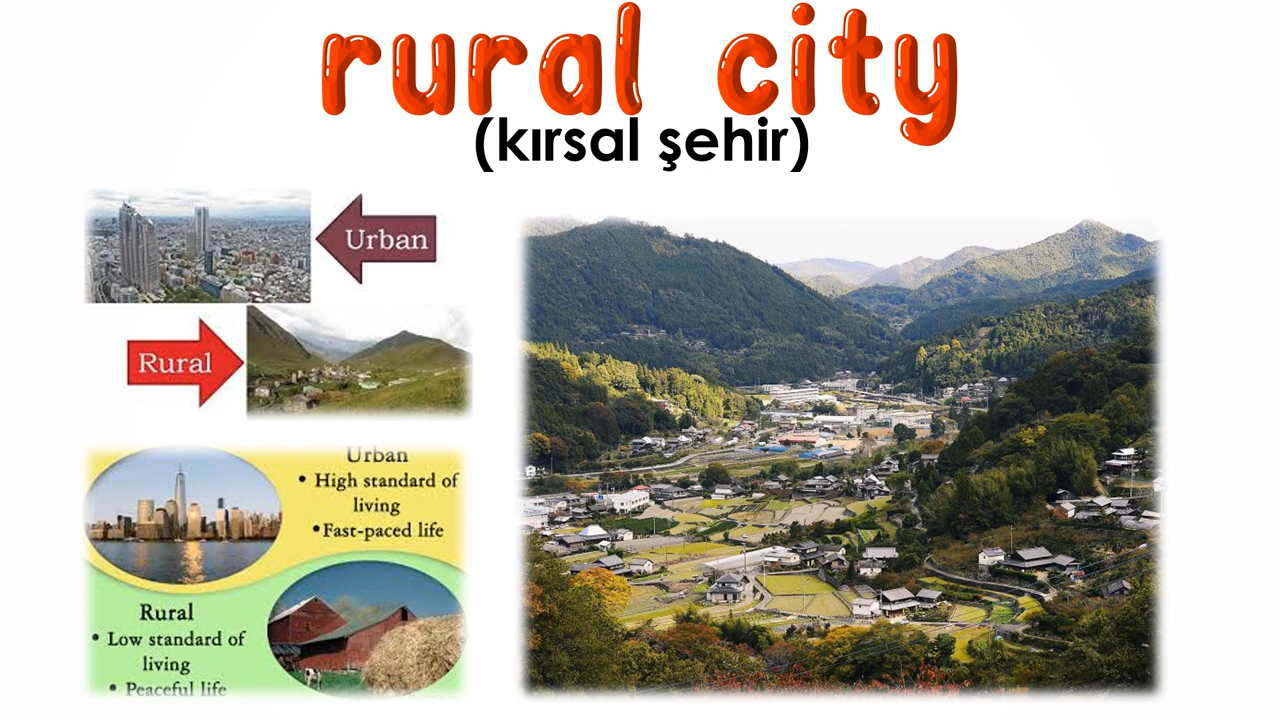 rural city
(kırsal şehir)
Urban
Rural
Urban
• High standard of
living
• Fast-paced life
Rural
• Low standard of
living
• Peaceful life